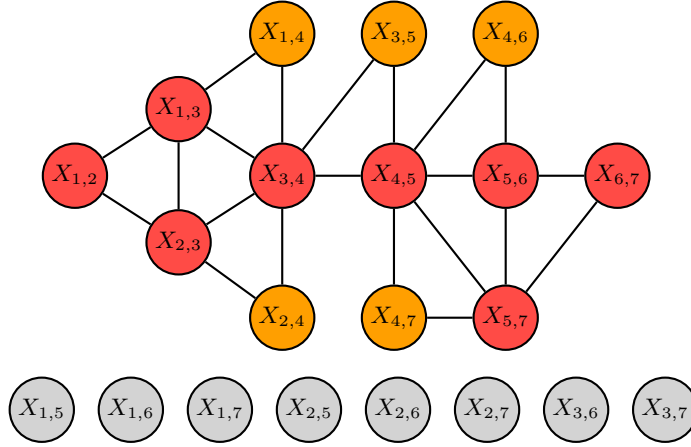 X1,4 X3,5 X4,6
X1,3
X1,2 X3,4 X4,5 X5,6 X6,7
X2,3
X2,4 X4,7 X5,7
X1,5 X1,6 X1,7 X2,5 X2,6 X2,7 X3,6 X3,7